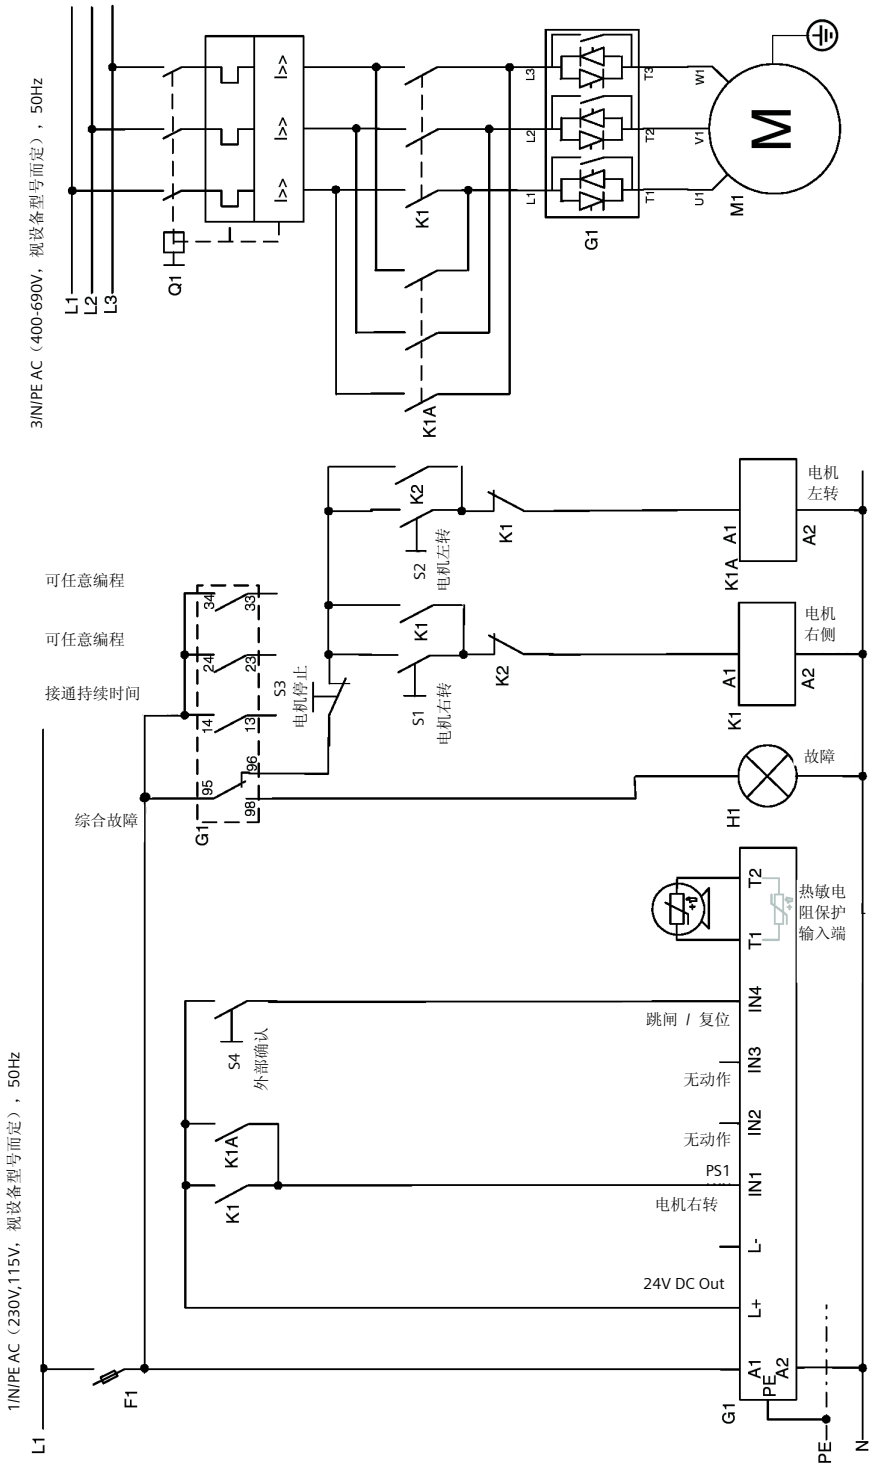 3/N/PE AC（400-690V，视设备型号而定），50Hz
L1
L2
L3
Q1
I>>
I>>
I>>
K1
K1A
L3
L2
L1
T3
T2
T1
G1
W1
V1
U1
M
M1
可任意编程
可任意编程
接通持续时间
综合故障
34
33
24
23
14
13
95
96
98
G1
S3
电机停止
K2
S2
电机左转
K1
K1
S1
电机右转
K2
A1
A2
K1A
电机
左转
A1
A2
K1
电机
右侧
H1
故障
T2
T1
热敏电
阻保护
输入端
1/N/PE AC（230V,115V，视设备型号而定），50Hz
S4
外部确认
K1A
K1
IN4
跳闸 / 复位
IN3
无动作
IN2
无动作
PS1
IN1
电机右转
L-
24V DC Out
L+
A1
PE
A2
G1
F1
L1
PE
N